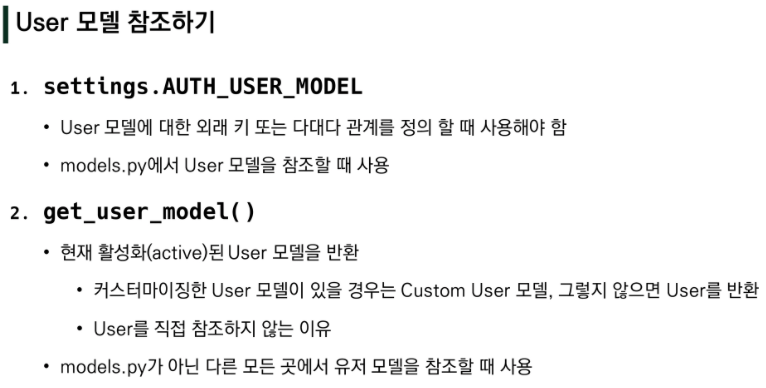 User 모델 참조하기
1. settings.AUTH_USER_MODEL
• User 모델에 대한 외래 키 또는 다대다 관계를 정의 할 때 사용해야 함
• models.py에서 User 모델을 참조할 때 사용
2. get_user_model()
• 현재 활성화(active)된 User 모델을 반환
• 커스터마이징한 User 모델이 있을 경우는 Custom User 모델, 그렇지 않으면 User를 반환
• User를 직접 참조하지 않는 이유
• models.py가 아닌 다른 모든 곳에서 유저 모델을 참조할 때 사용